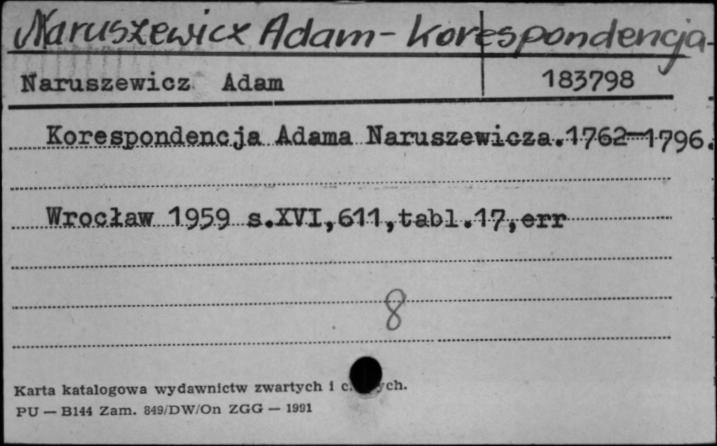 Naruszewicz Adam - korespondencja
Naruszewicz Adam 183798
Korespondencja Adama Naruszewicza.1762-1796.
Wrocław 1959 s.XVI,611,tabl.17,err
8
Karta katalogowa wydawnictw zwartych i
PU — B144 Zam. 849/DW/On ZGG — 1991